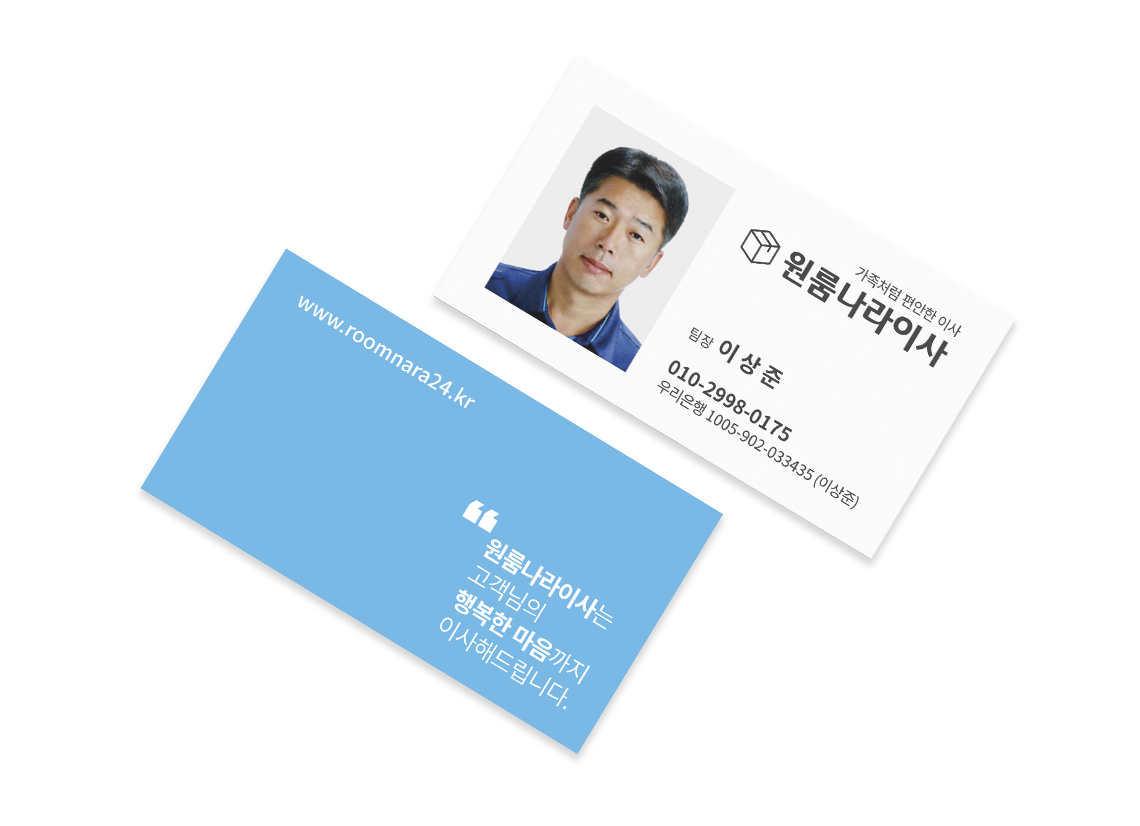 가족처럼 편안한 이사
원룸나라이사
팀장 이상준
010-2998-0175
우리은행 1005-902-033435 (이상준)
www.roomnara24.kr
❝
원룸나라이사는
고객님의
행복한 마음까지
이사해드립니다.